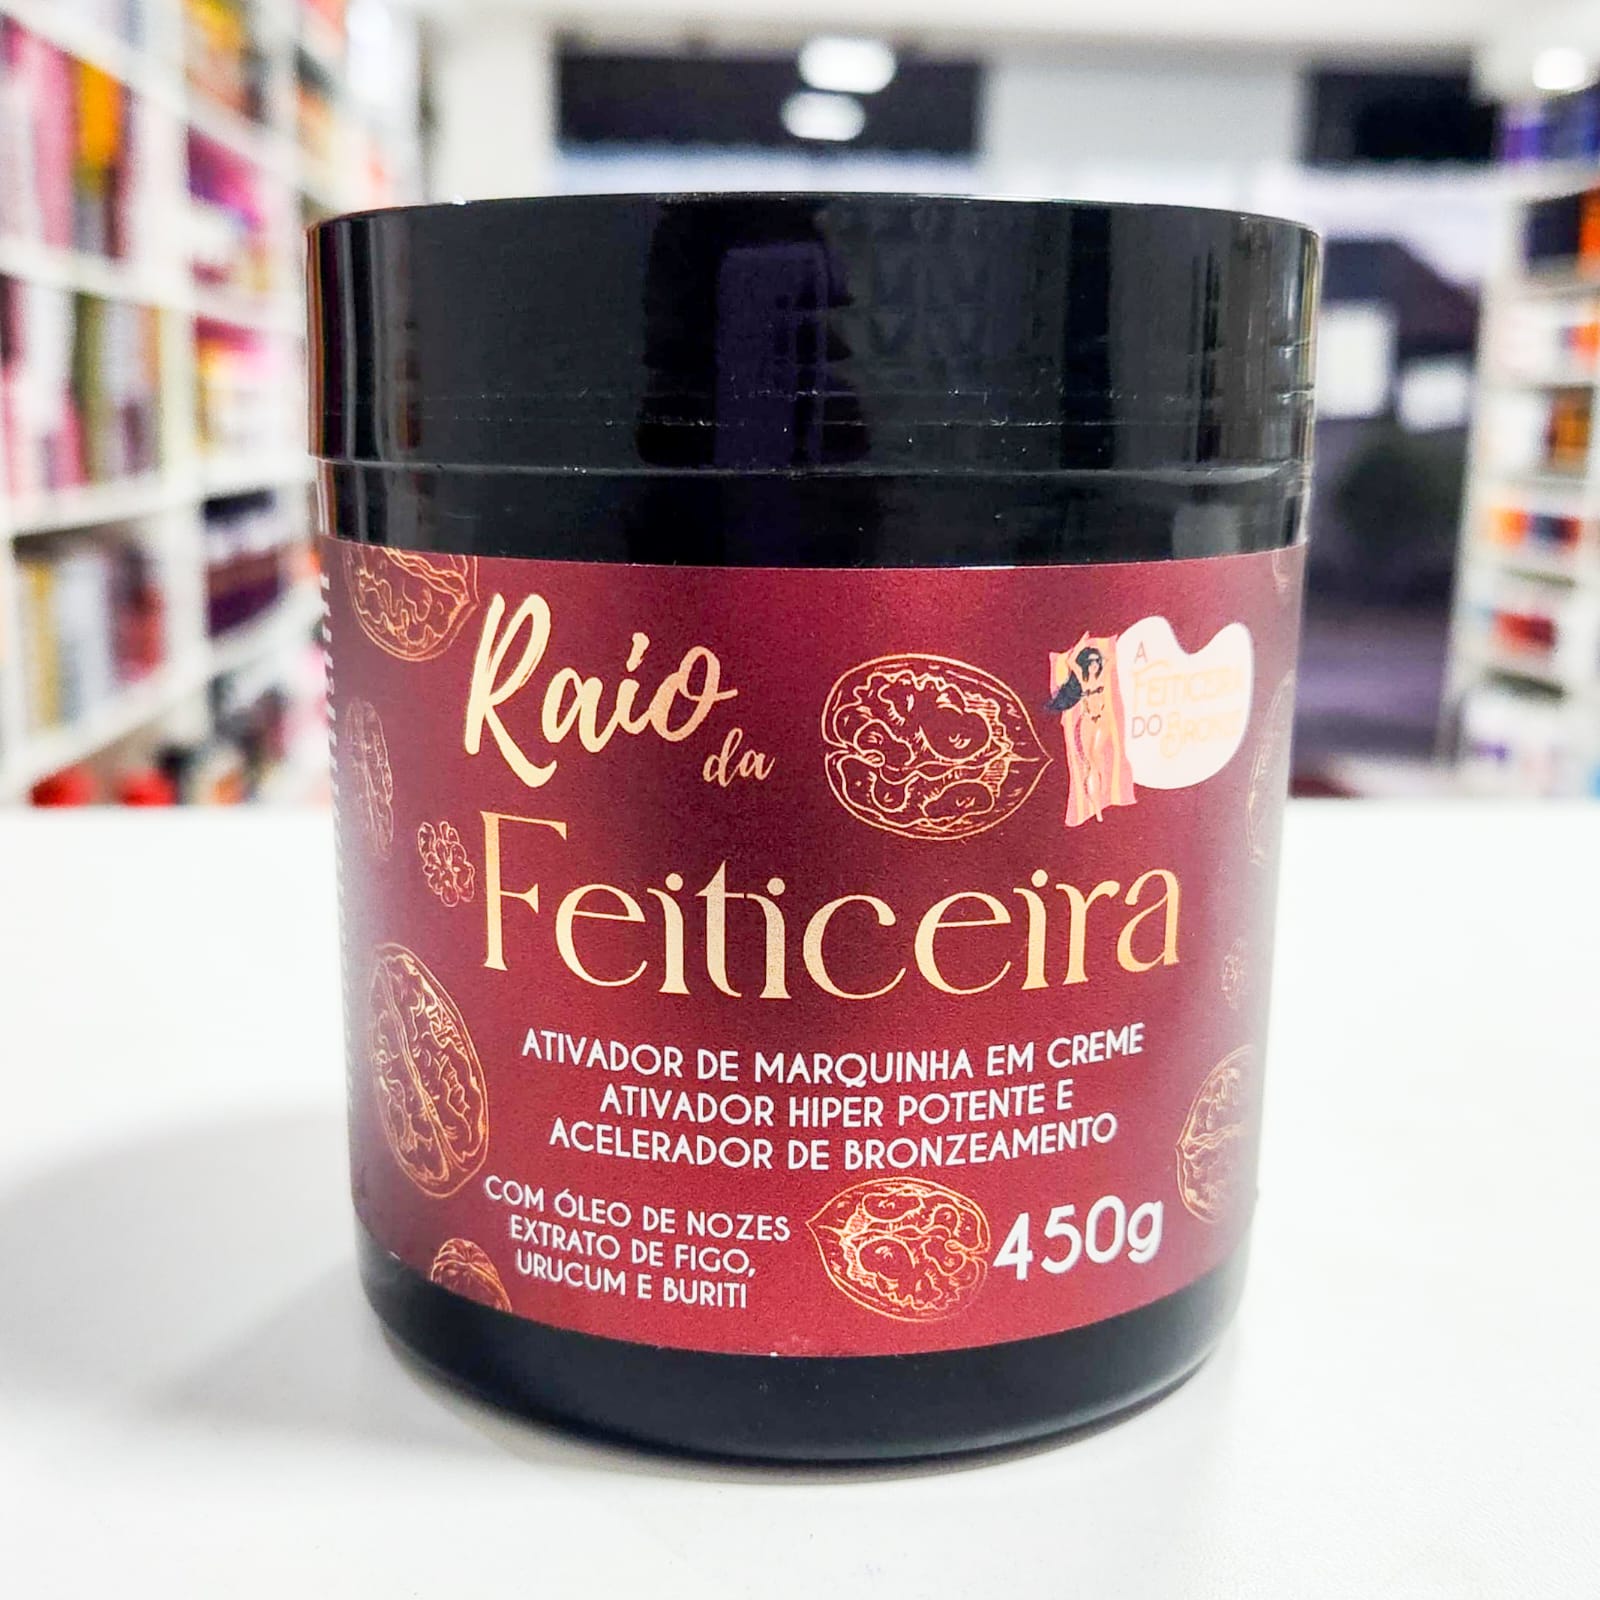 Raio
da
Feiticeira
A
FEITICEIRA
DO BRONZE
ATIVADOR DE MARQUINHA EM CREME
ATIVADOR HIPER POTENTE E
ACELERADOR DE BRONZEAMENTO
COM ÓLEO DE NOZES
EXTRATO DE FIGO,
URUCUM E BURITI
450g